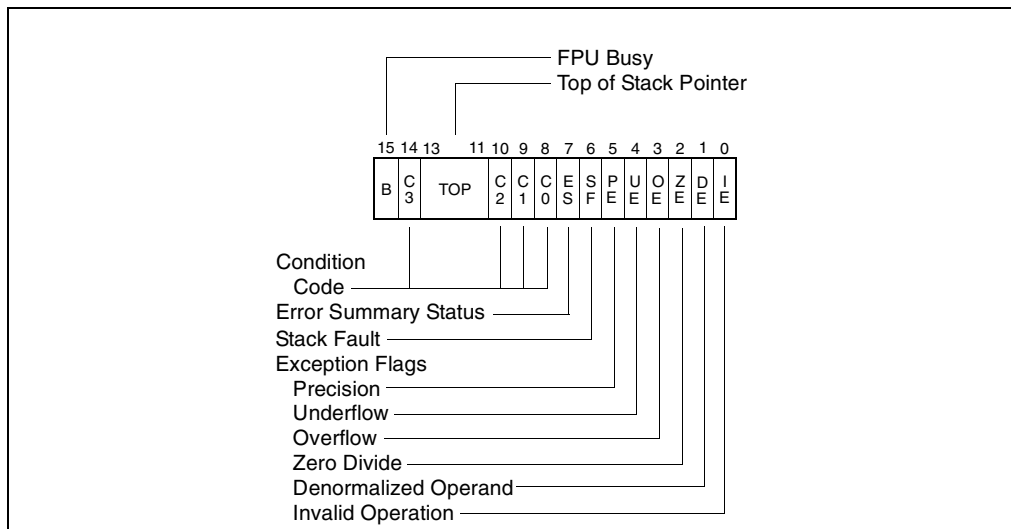 FPU Busy
Top of Stack Pointer
15 14 13 11 10 9 8 7 6 5 4 3 2 1 0
B C3 TOP C2 C1 C0 ES SF PE UE OE ZE DE IE
Condition
Code
Error Summary Status
Stack Fault
Exception Flags
Precision
Underflow
Overflow
Zero Divide
Denormalized Operand
Invalid Operation